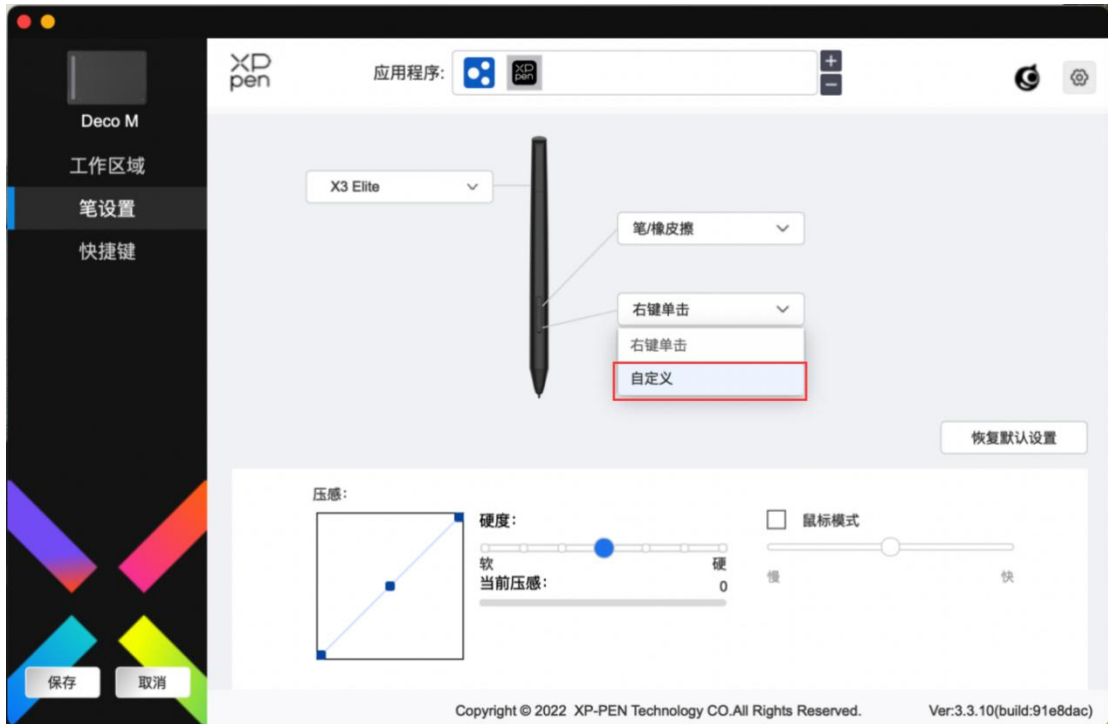 XP
pen
应用程序:
XP
pen
Deco M
工作区域
笔设置
快捷键
X3 Elite
笔/橡皮擦
右键单击
右键单击
自定义
恢复默认设置
压感:
硬度:
软 硬
当前压感: 0
鼠标模式
慢 快
保存 取消
Copyright © 2022 XP-PEN Technology CO.All Rights Reserved. Ver:3.3.10(build:91e8dac)